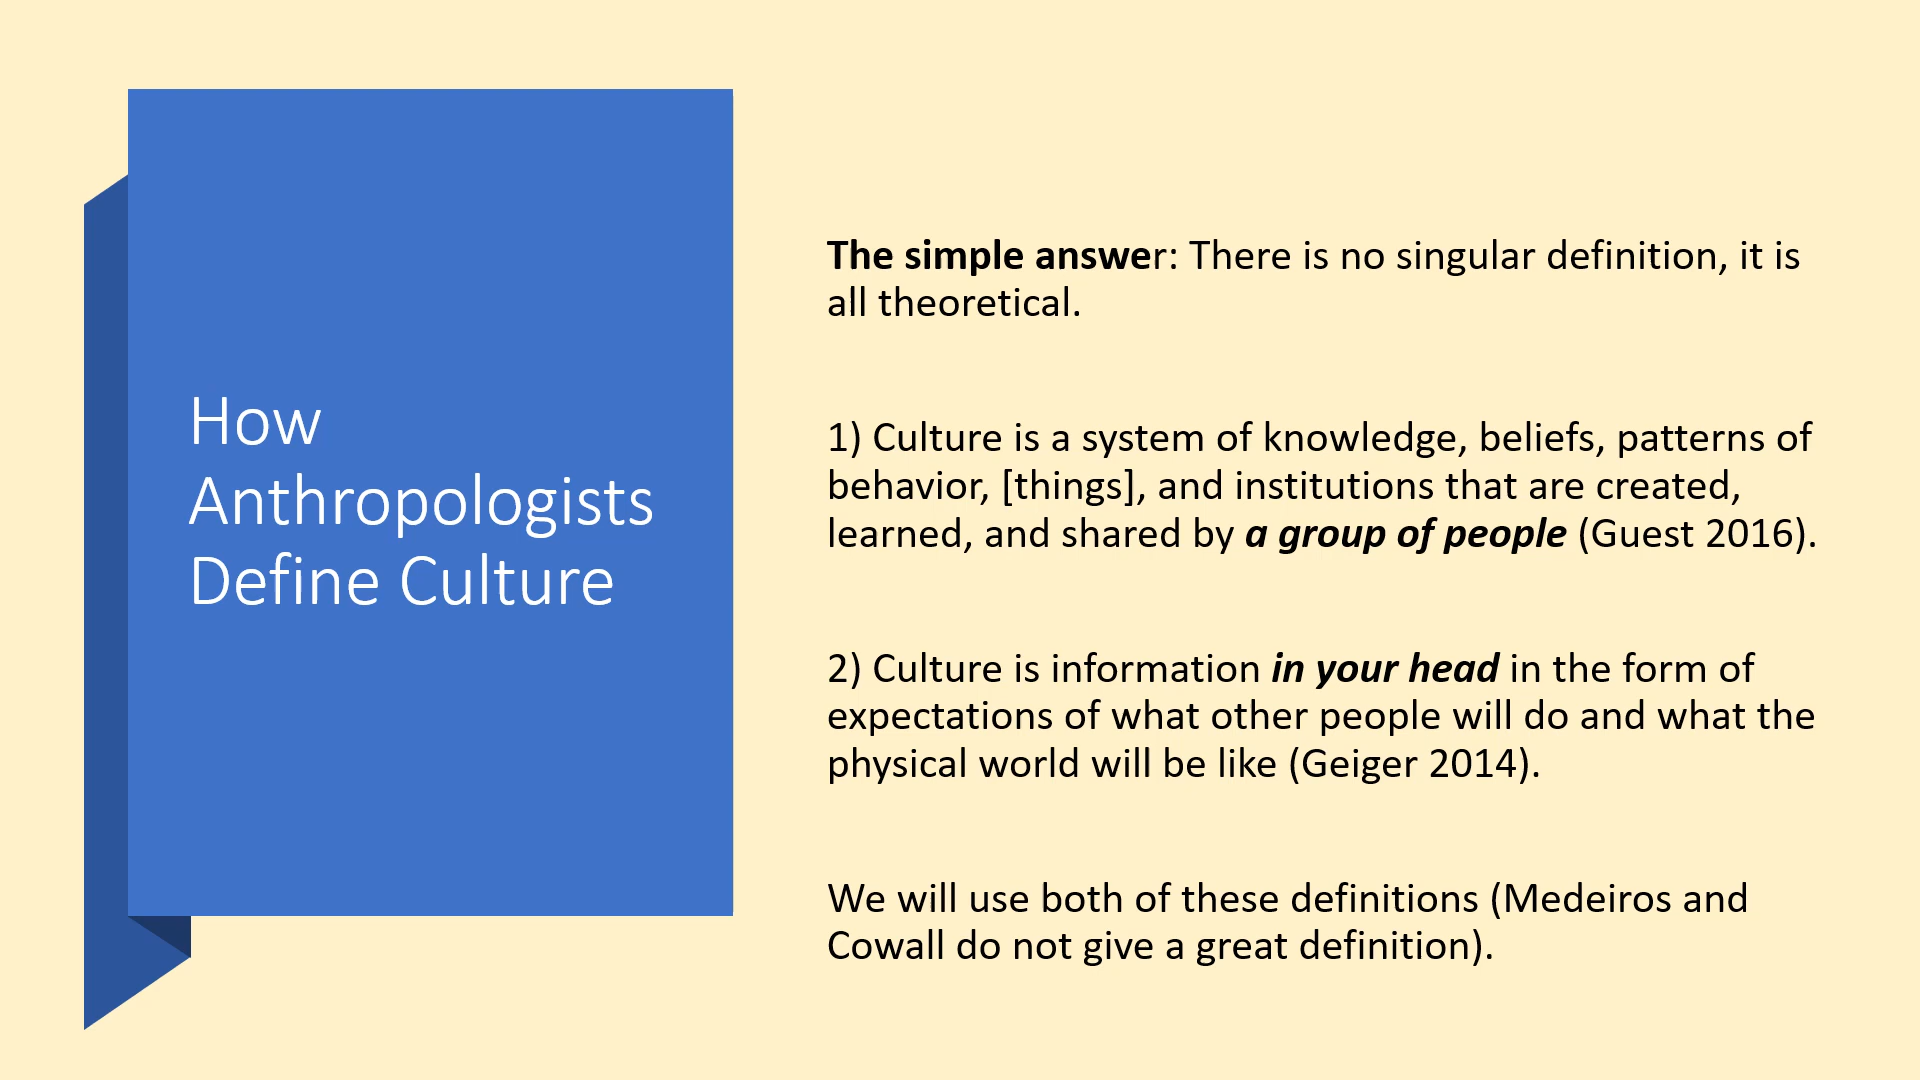 How
Anthropologists
Define Culture
The simple answer: There is no singular definition, it is
all theoretical.
1) Culture is a system of knowledge, beliefs, patterns of
behavior, [things], and institutions that are created,
learned, and shared by a group of people (Guest 2016).
2) Culture is information in your head in the form of
expectations of what other people will do and what the
physical world will be like (Geiger 2014).
We will use both of these definitions (Medeiros and
Cowall do not give a great definition).